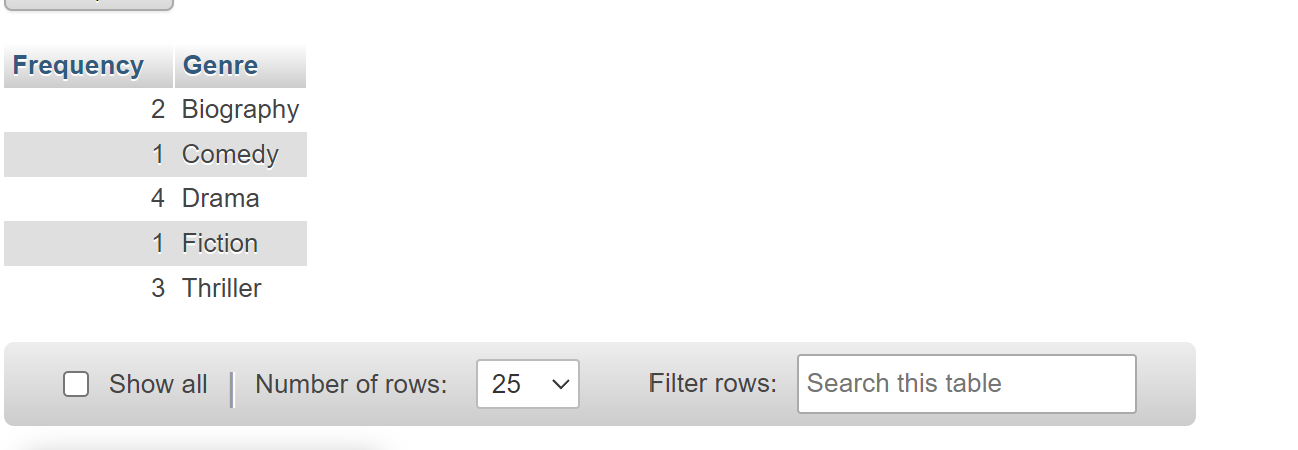 Frequency Genre
2 Biography
1 Comedy
4 Drama
1 Fiction
3 Thriller
Show all Number of rows: 25 Filter rows: Search this table